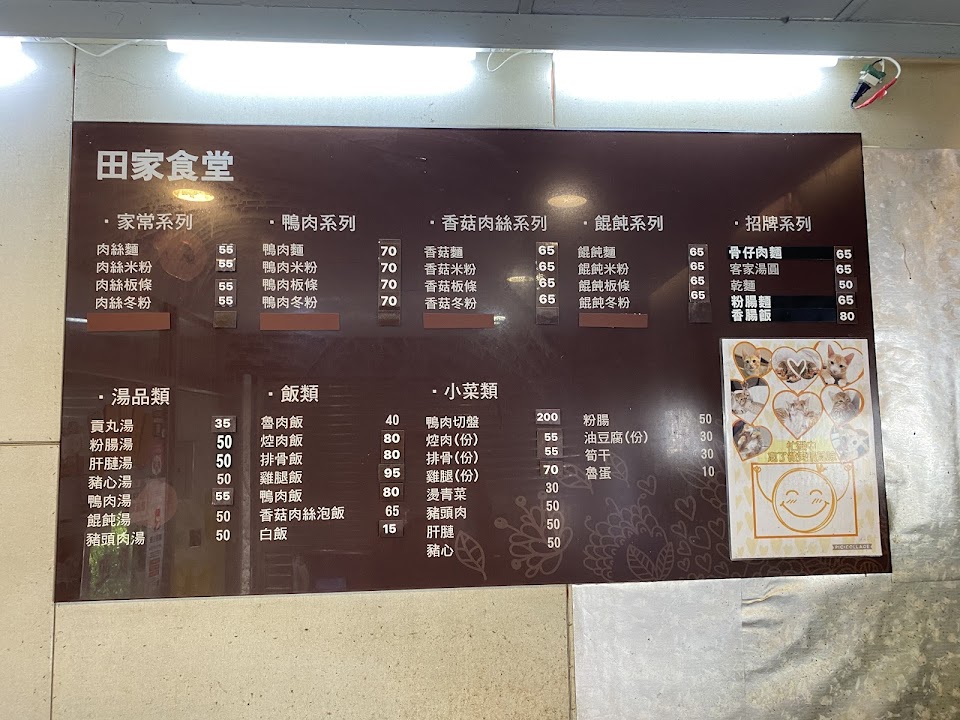 田家食堂
・家常系列
肉絲麵 55
肉絲米粉 55
肉絲板條 55
肉絲冬粉 55
・鴨肉系列
鴨肉麵 70
鴨肉米粉 70
鴨肉板條 70
鴨肉冬粉 70
・香菇肉絲系列
香菇麵 65
香菇米粉 65
香菇板條 65
香菇冬粉 65
・餛飩系列
餛飩麵 65
餛飩米粉 65
餛飩板條 65
餛飩冬粉 65
・招牌系列
骨仔肉麵 65
客家湯圓 65
乾麵 50
粉腸麵 65
香腸飯 80
・湯品類
貢丸湯 35
粉腸湯 50
肝膛湯 50
豬心湯 50
鴨肉湯 55
餛飩湯 50
豬頭肉湯 50
・飯類
魯肉飯 40
焢肉飯 80
排骨飯 80
雞腿飯 95
鴨肉飯 80
香菇肉絲泡飯 65
白飯 15
・小菜類
鴨肉切盤 200
焢肉(份) 55
排骨(份) 55
雞腿(份) 70
燙青菜 30
豬頭肉 50
肝膛 50
豬心 50
粉腸 50
油豆腐(份) 30
筍干 30
魯蛋 10
PICCOLLAGE